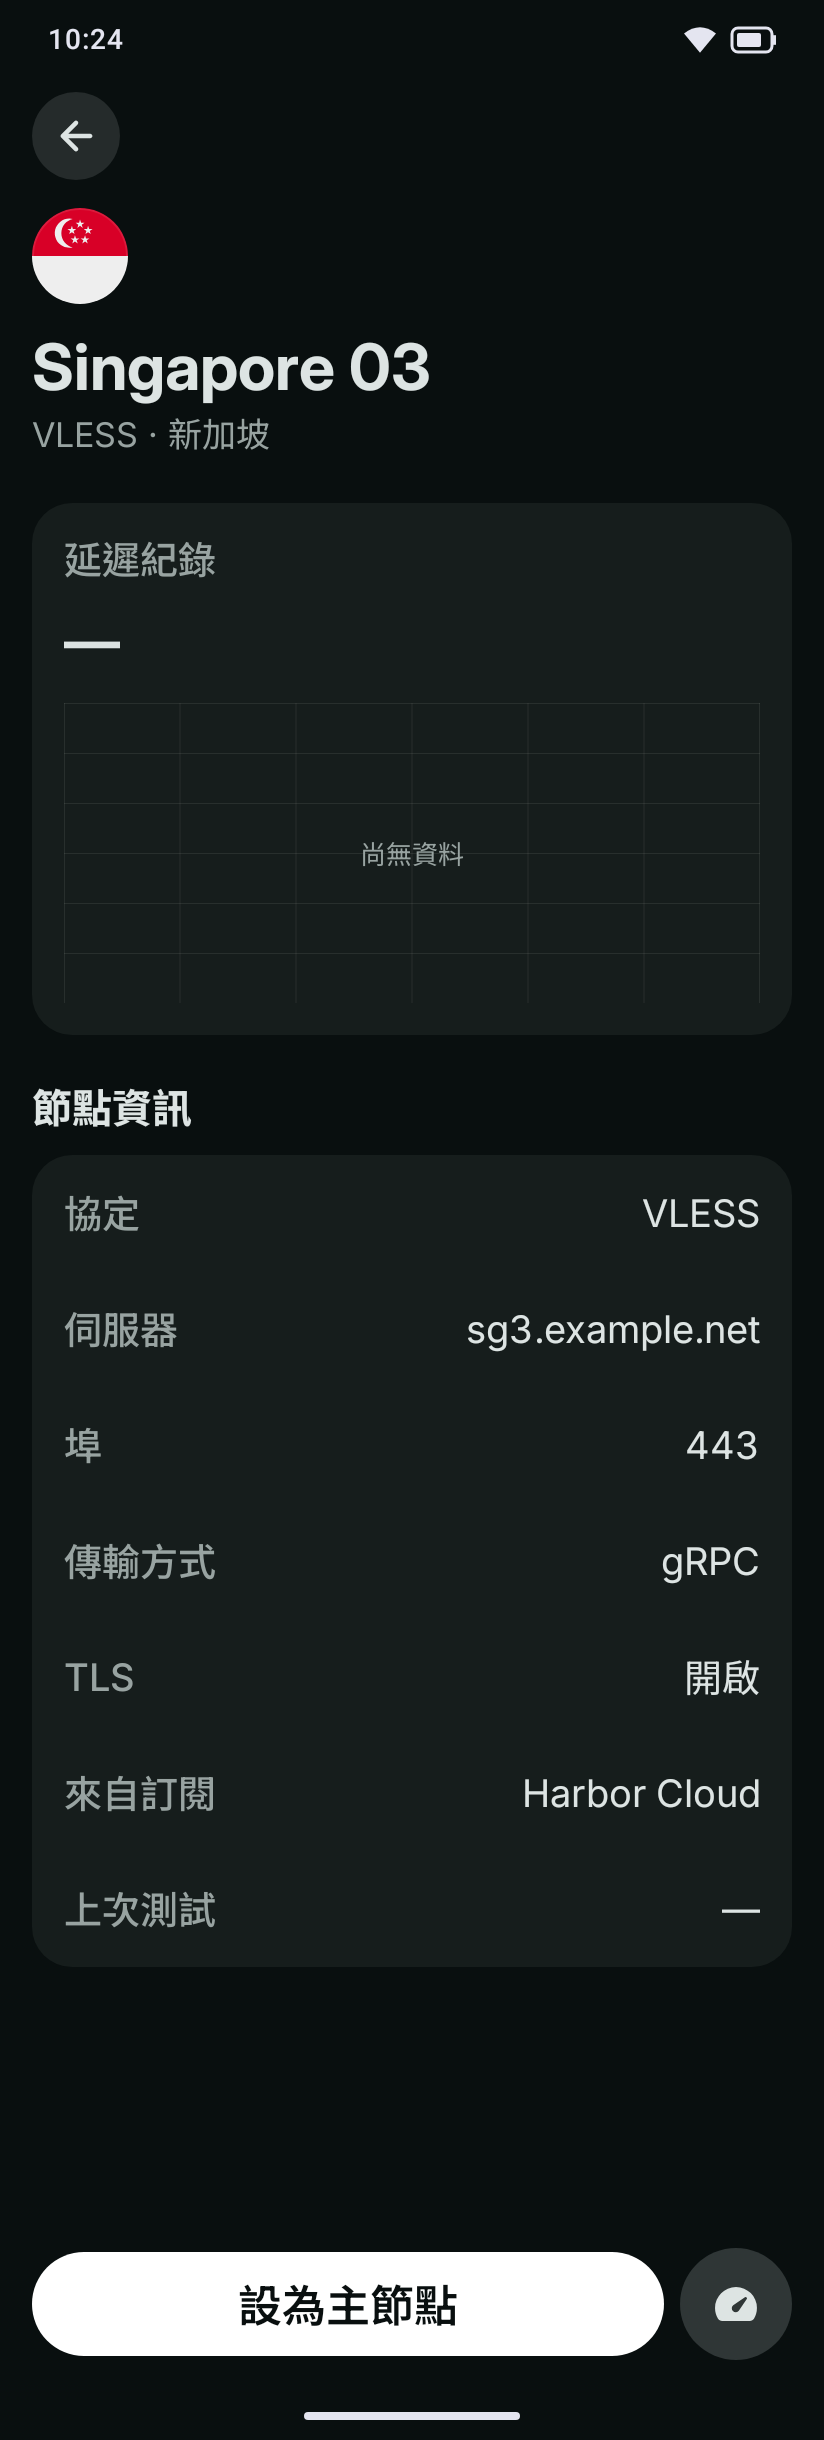 10:24
Singapore 03
VLESS · 新加坡
延遲紀錄
—
尚無資料
節點資訊
協定 VLESS
伺服器 sg3.example.net
埠 443
傳輸方式 gRPC
TLS 開啟
來自訂閱 Harbor Cloud
上次測試 —
設為主節點